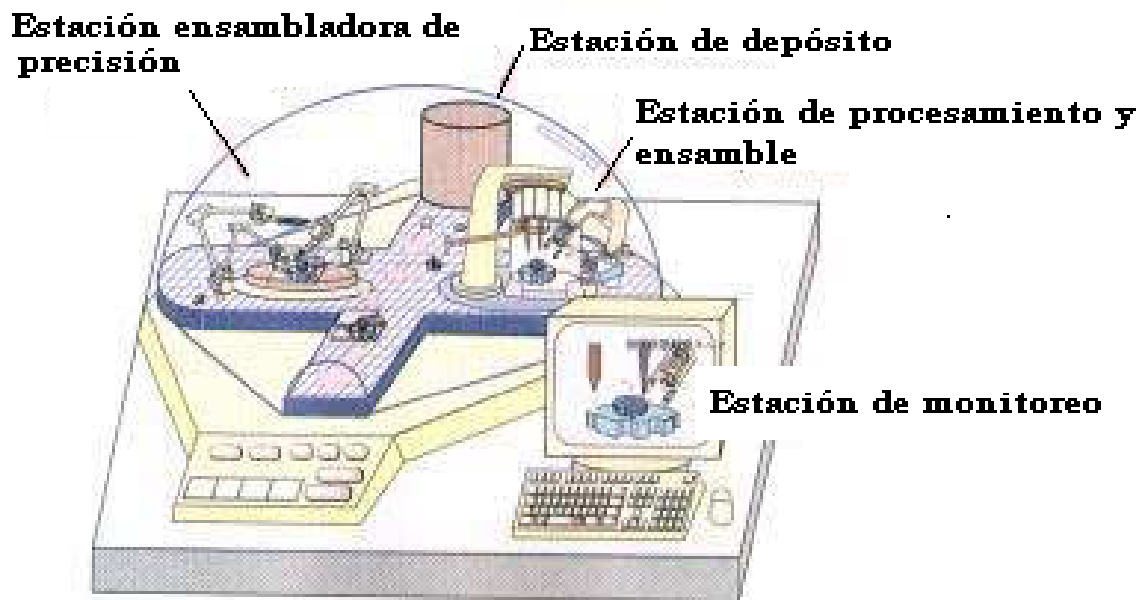 Estación ensambladora de
precisión
Estación de depósito
Estación de procesamiento y
ensamble
Estación de monitoreo